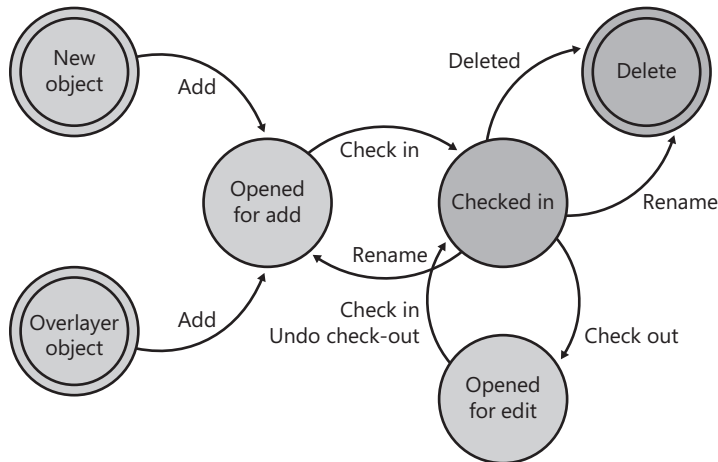 New
object
Add
Deleted
Delete
Check in
Opened
for add
Checked in
Rename
Rename
Overlayer
object
Add
Check in
Undo check-out
Check out
Opened
for edit